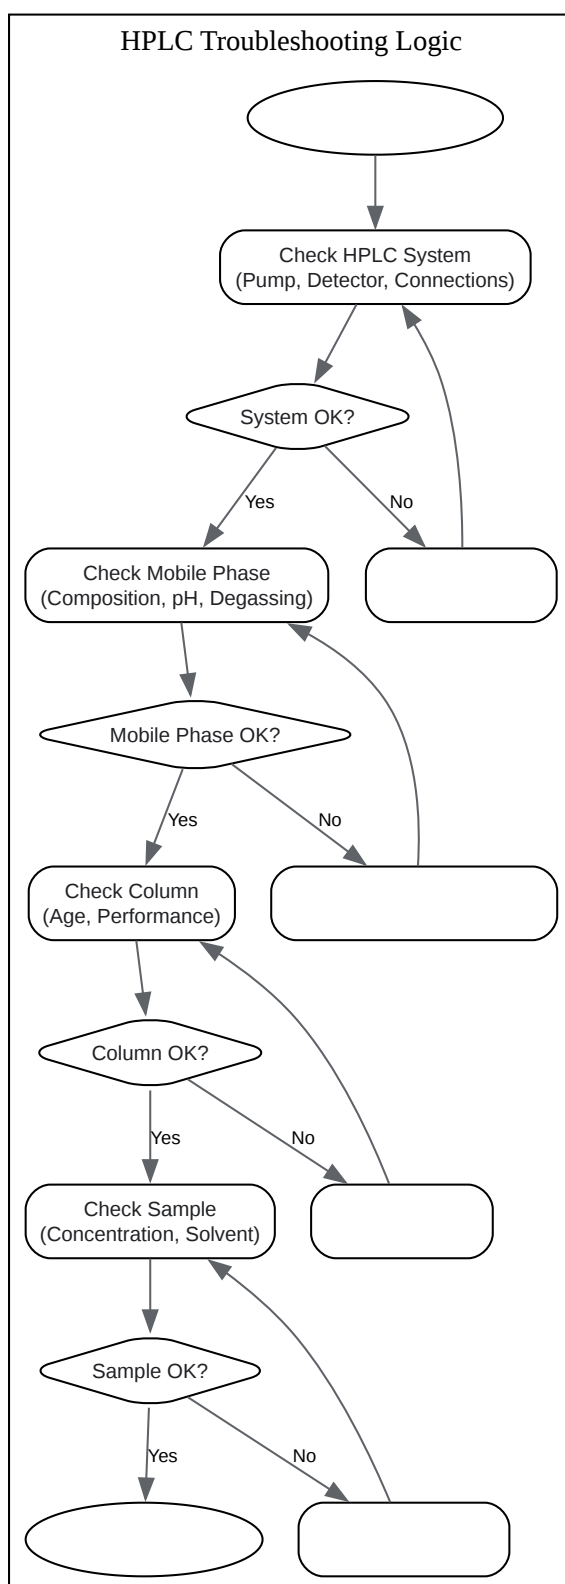 HPLC Troubleshooting Logic
Check HPLC System
(Pump, Detector, Connections)
System OK?
Yes
No
Check Mobile Phase
(Composition, pH, Degassing)
Mobile Phase OK?
Yes
No
Check Column
(Age, Performance)
Column OK?
Yes
No
Check Sample
(Concentration, Solvent)
Sample OK?
Yes
No